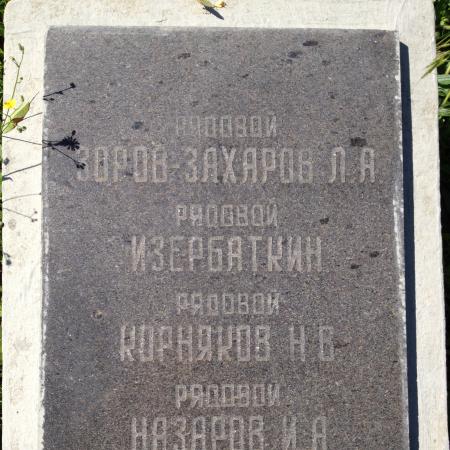 РЯДОВОЙ
ЗОРОВ-ЗАХАРОВ Л.А
РЯДОВОЙ
ИЗЕРБАТКИН
РЯДОВОЙ
КОРНЯКОВ Н В
РЯДОВОЙ
НАЗАРОВ И А